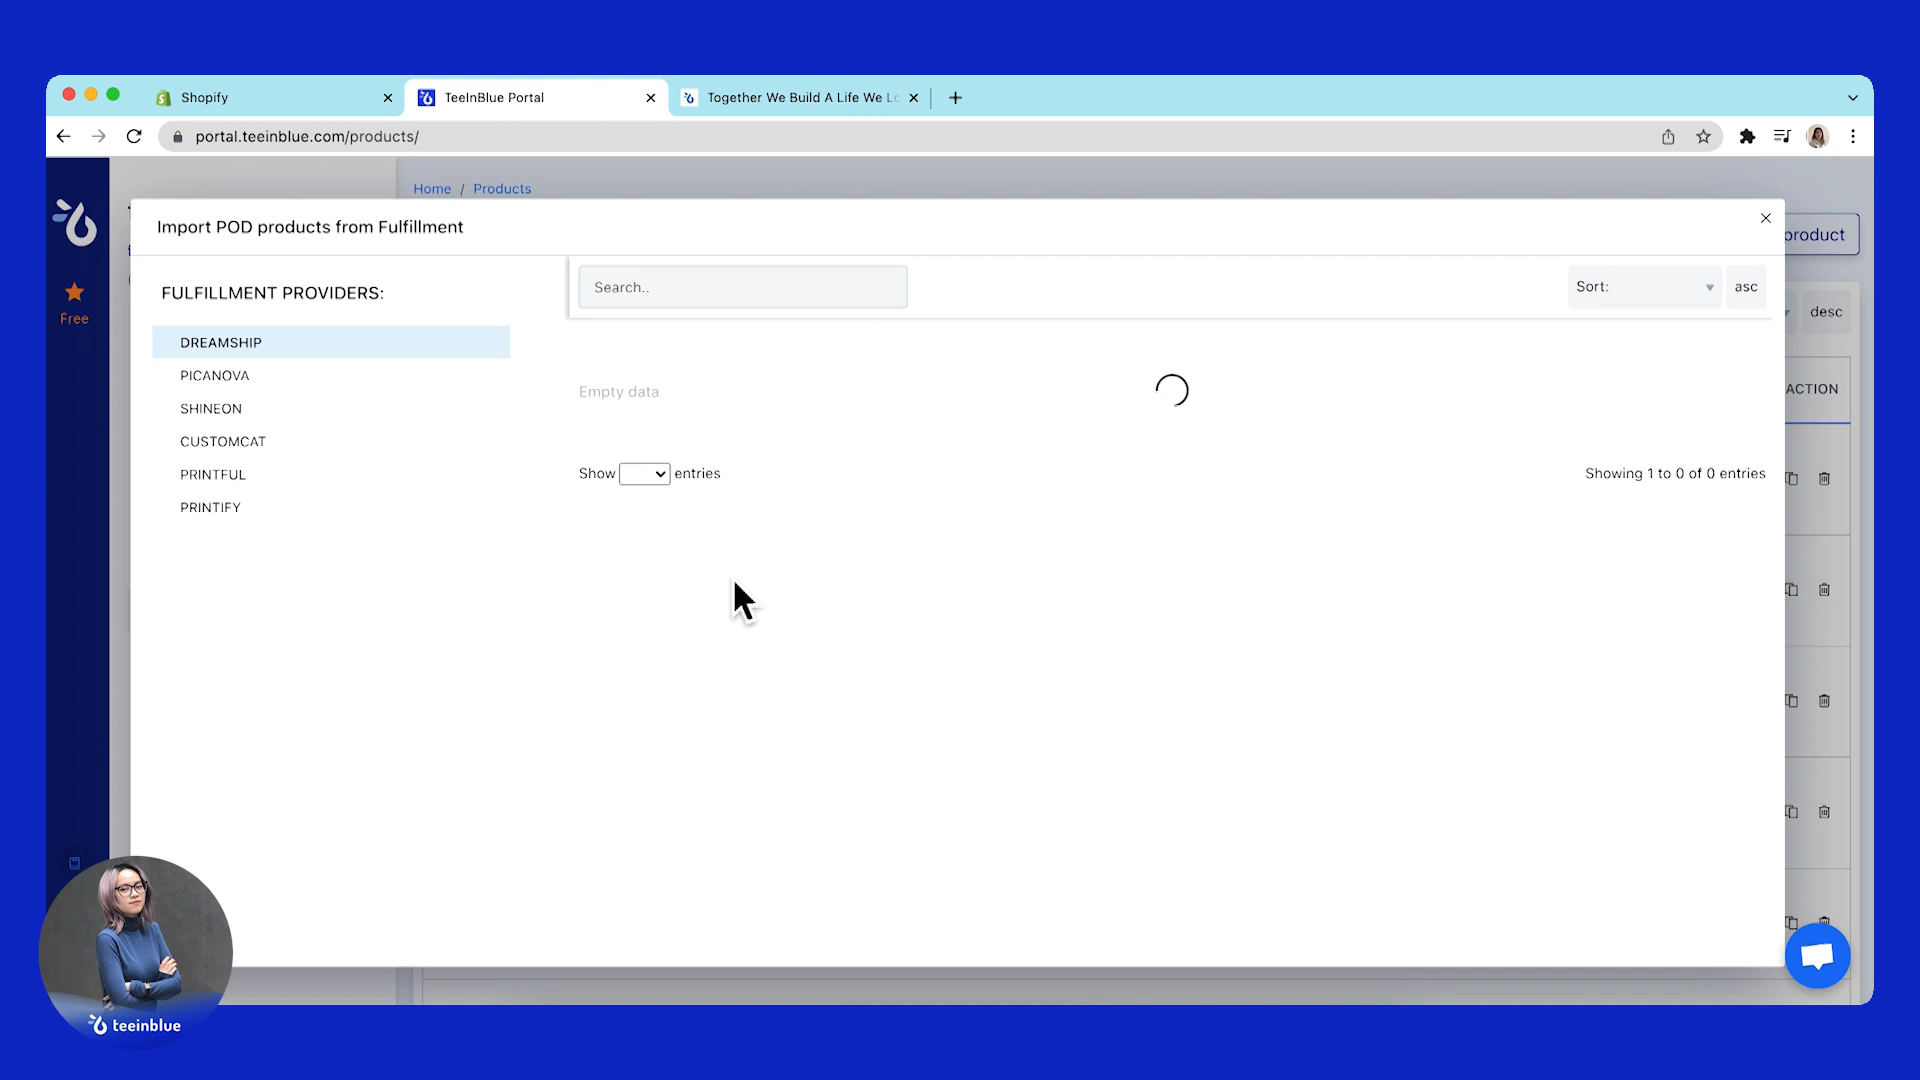 Shopify
TeeInBlue Portal
Together We Build A Life We Lo
portal.teeinblue.com/products/
Home / Products
Import POD products from Fulfillment
product
Free
FULFILLMENT PROVIDERS:
Search..
Sort:
asc
desc
DREAMSHIP
PICANOVA
SHINEON
CUSTOMCAT
PRINTFUL
PRINTIFY
Empty data
ACTION
Show entries
Showing 1 to 0 of 0 entries
teeinblue